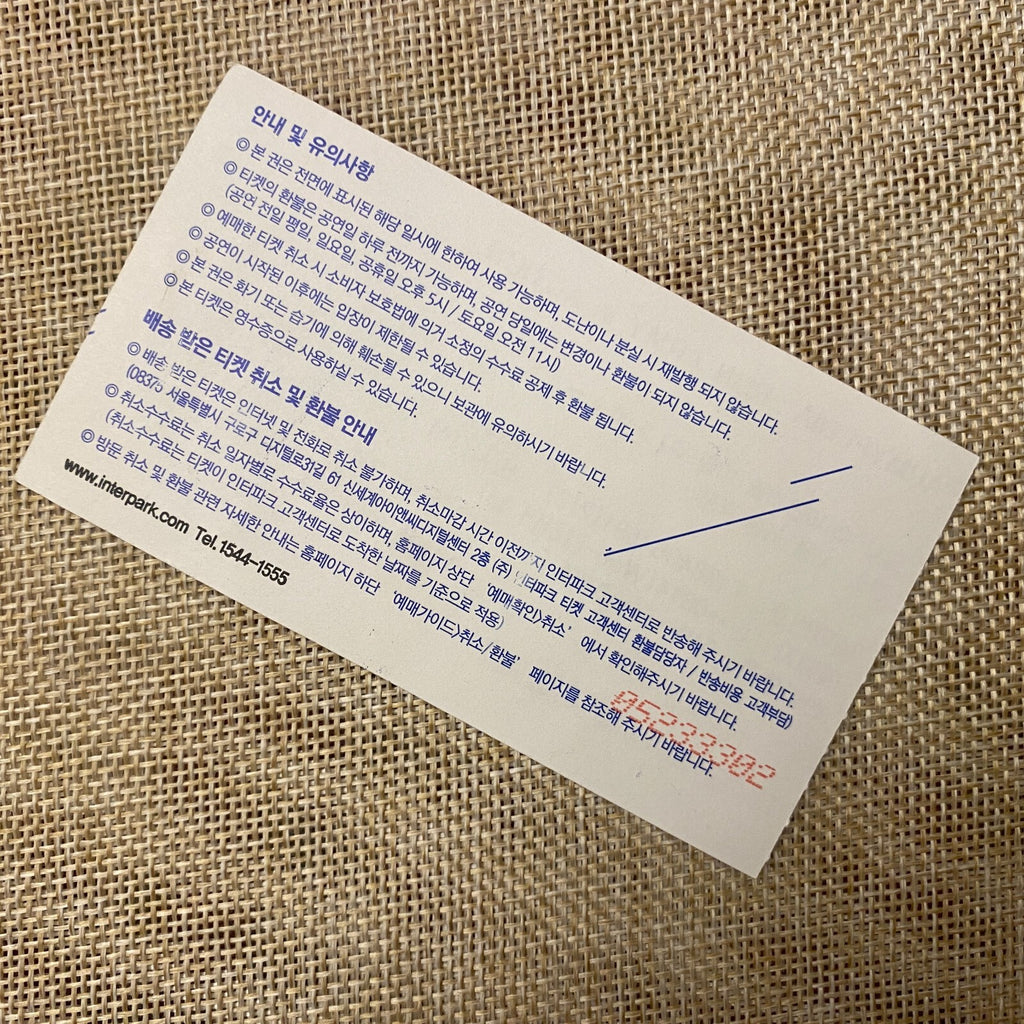 안내 및 유의사항
◎ 본 권은 전면에 표시된 해당 일시에 한하여 사용 가능하며, 도난이나 분실 시 재발행 되지 않습니다.
◎ 티켓의 환불은 공연일 하루 전까지 가능하며, 공연 당일에는 변경이나 환불이 되지 않습니다.
(공연 전일 평일, 일요일, 공휴일 오후 5시 / 토요일 오전 11시)
◎ 예매한 티켓 취소 시 소비자 보호법에 의거 소정의 수수료 공제 후 환불 됩니다.
◎ 공연이 시작된 이후에는 입장이 제한될 수 있습니다.
◎ 본 권은 화기 또는 습기에 의해 훼손될 수 있으니 보관에 유의하시기 바랍니다.
◎ 본 티켓은 영수증으로 사용하실 수 있습니다.
배송 받은 티켓 취소 및 환불 안내
◎ 배송 받은 티켓은 인터넷 및 전화로 취소 불가하며, 취소마감 시간 이전까지 인터파크 고객센터로 반송해 주시기 바랍니다.
(08375 서울특별시 구로구 디지털로31길 61 신세계아이앤씨디지털센터 2층 (주) 인터파크 티켓 고객센터 환불담당자 / 반송비용 고객부담)
◎ 취소수수료는 취소 일자별로 수수료율은 상이하며, 홈페이지 상단 '예매확인>취소' 에서 확인해주시기 바랍니다.
(취소수수료는 티켓이 인터파크 고객센터로 도착한 날짜를 기준으로 적용)
◎ 방문 취소 및 환불 관련 자세한 안내는 홈페이지 하단 '예매가이드>취소/환불' 페이지를 참조해 주시기 바랍니다.
www.interpark.com Tel. 1544-1555
05233302